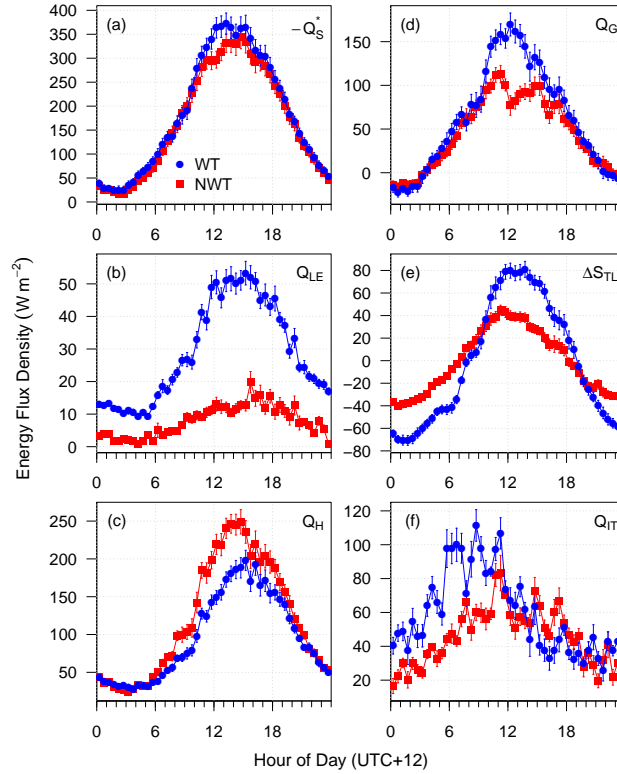 (a)
−Q*S
400
350
300
250
200
150
100
50
0
WT
NWT
0 6 12 18
(d)
QG
150
100
50
0
0 6 12 18
(b)
QLE
50
40
30
20
10
0
0 6 12 18
(e)
ΔSTL
80
60
40
20
0
−20
−40
−60
−80
0 6 12 18
(c)
QH
250
200
150
100
50
0 6 12 18
(f)
QIT
120
100
80
60
40
20
0 6 12 18
Energy Flux Density (W m−2)
Hour of Day (UTC+12)